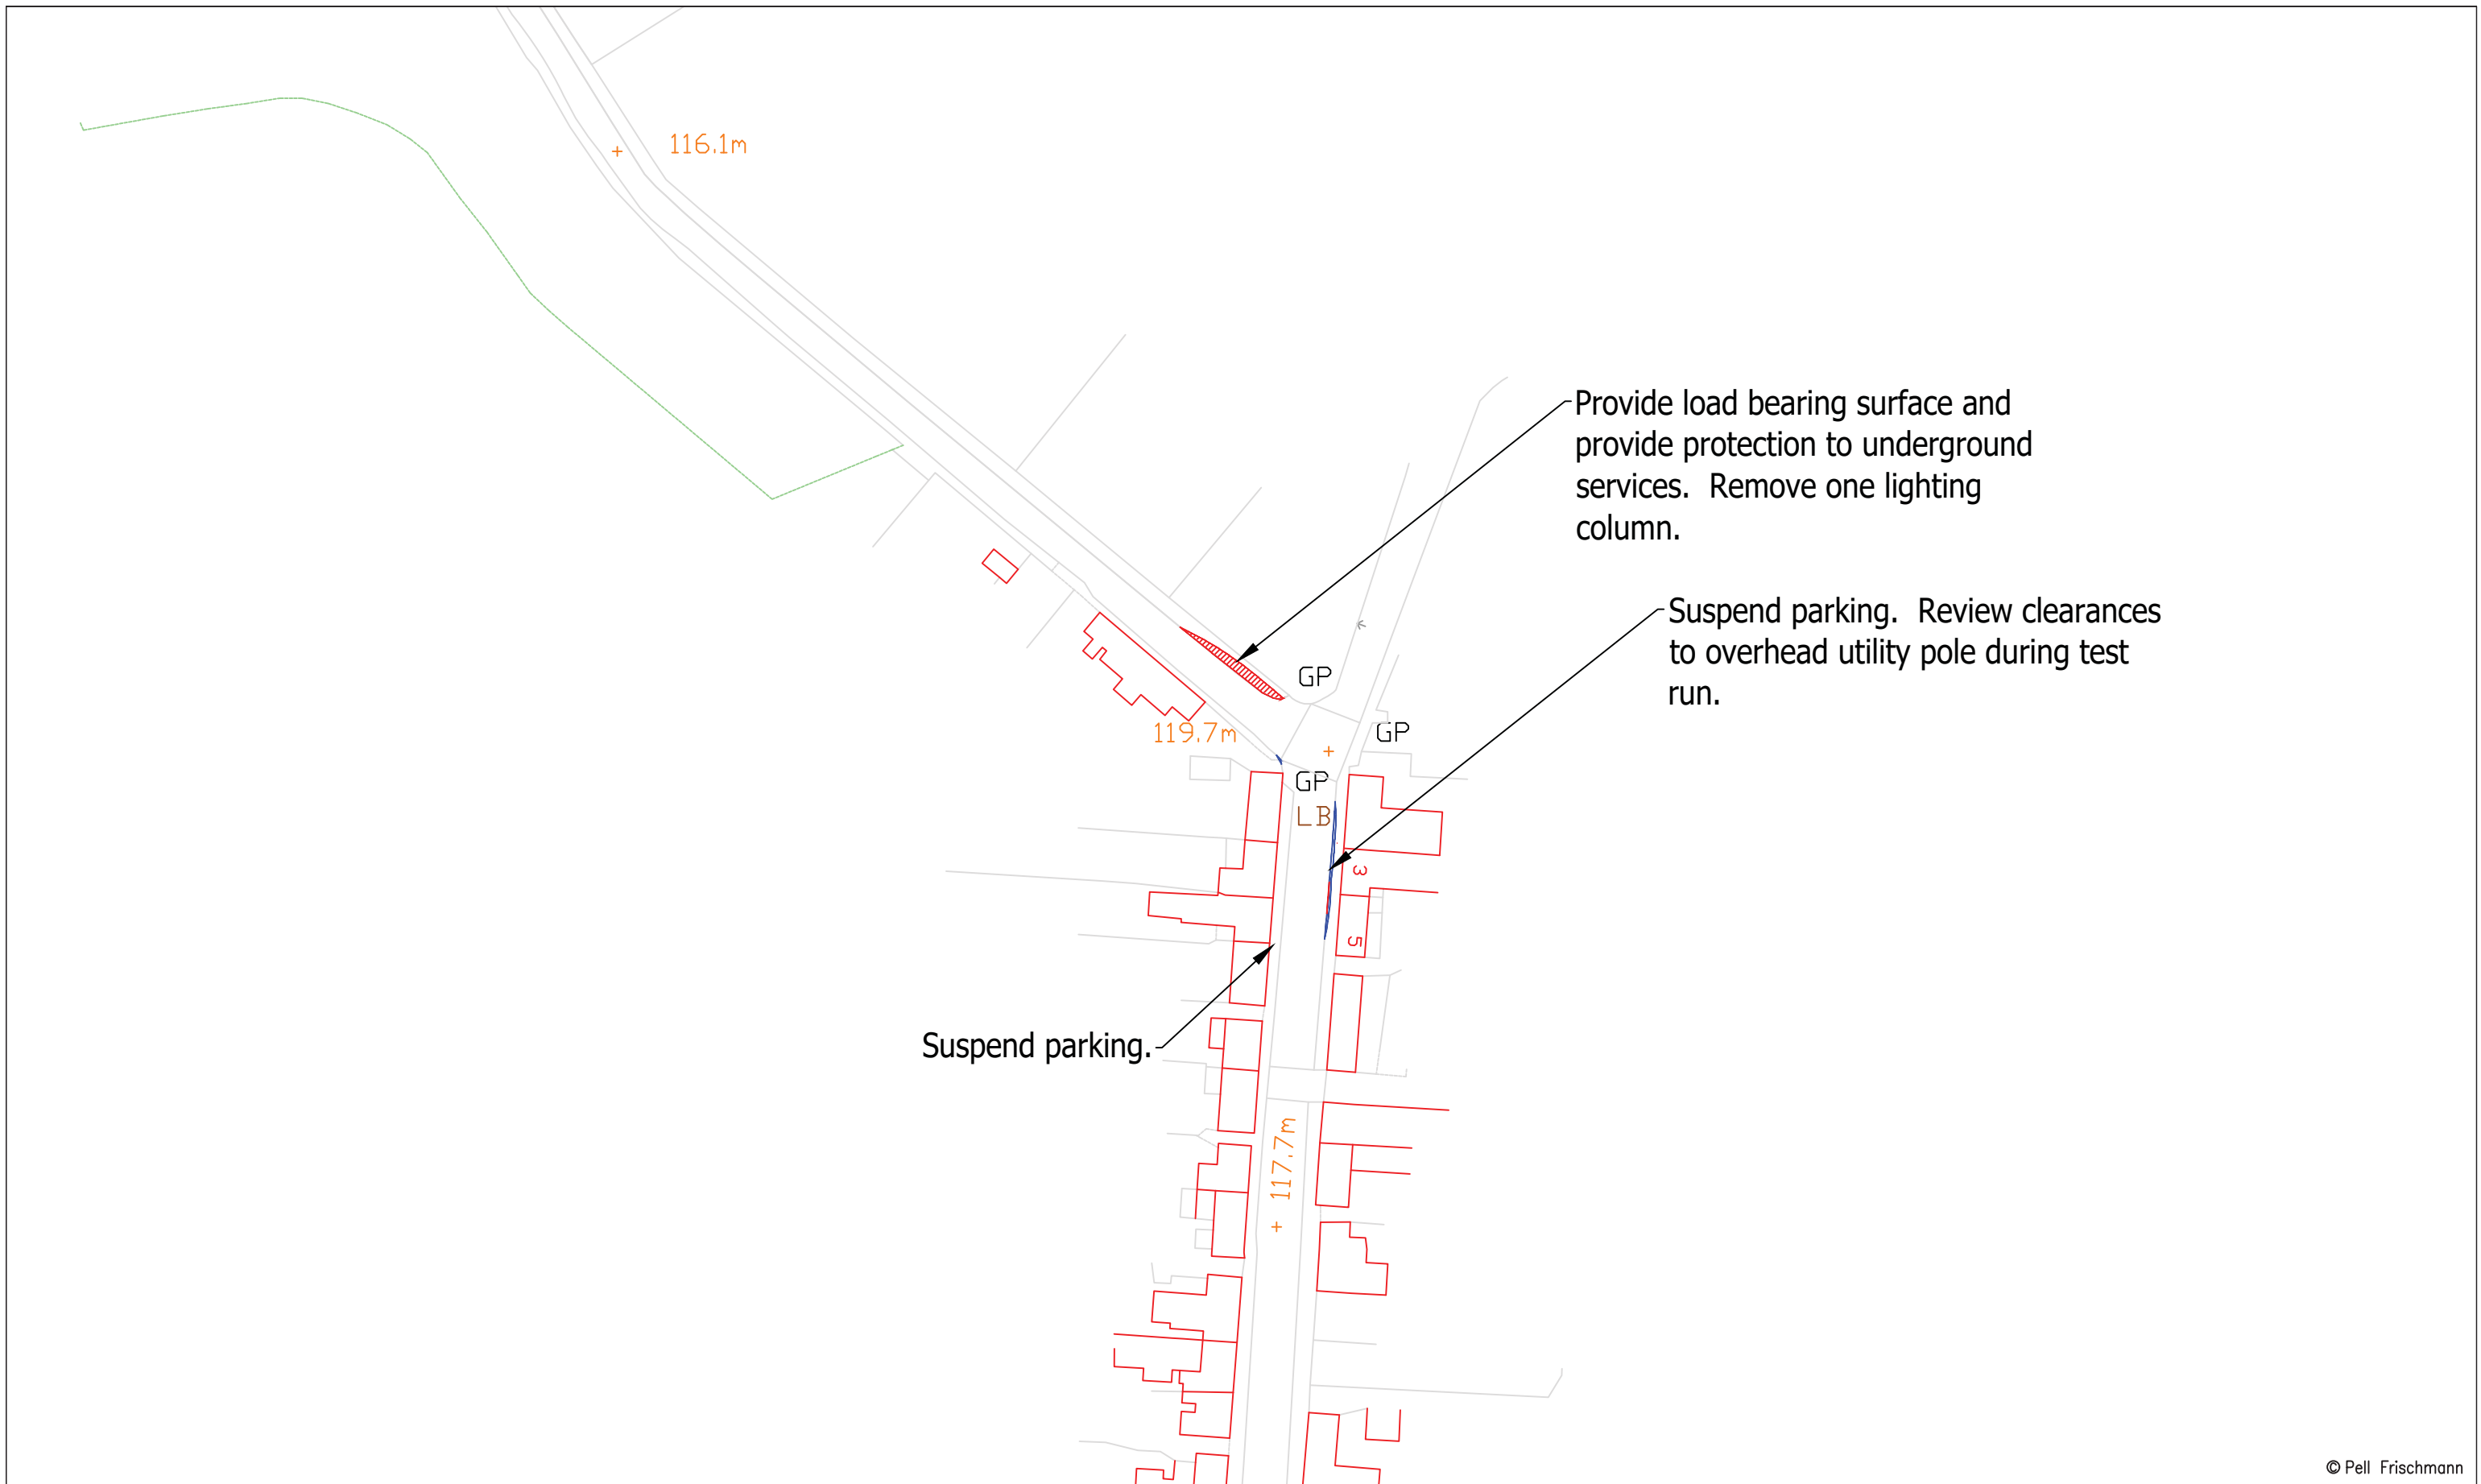 116.1m
Provide load bearing surface and
provide protection to underground
services.  Remove one lighting
column.
Suspend parking.  Review clearances
to overhead utility pole during test
run.
GP
GP
119.7m
GP
LB
3
5
Suspend parking.
117.7m
© Pell Frischmann